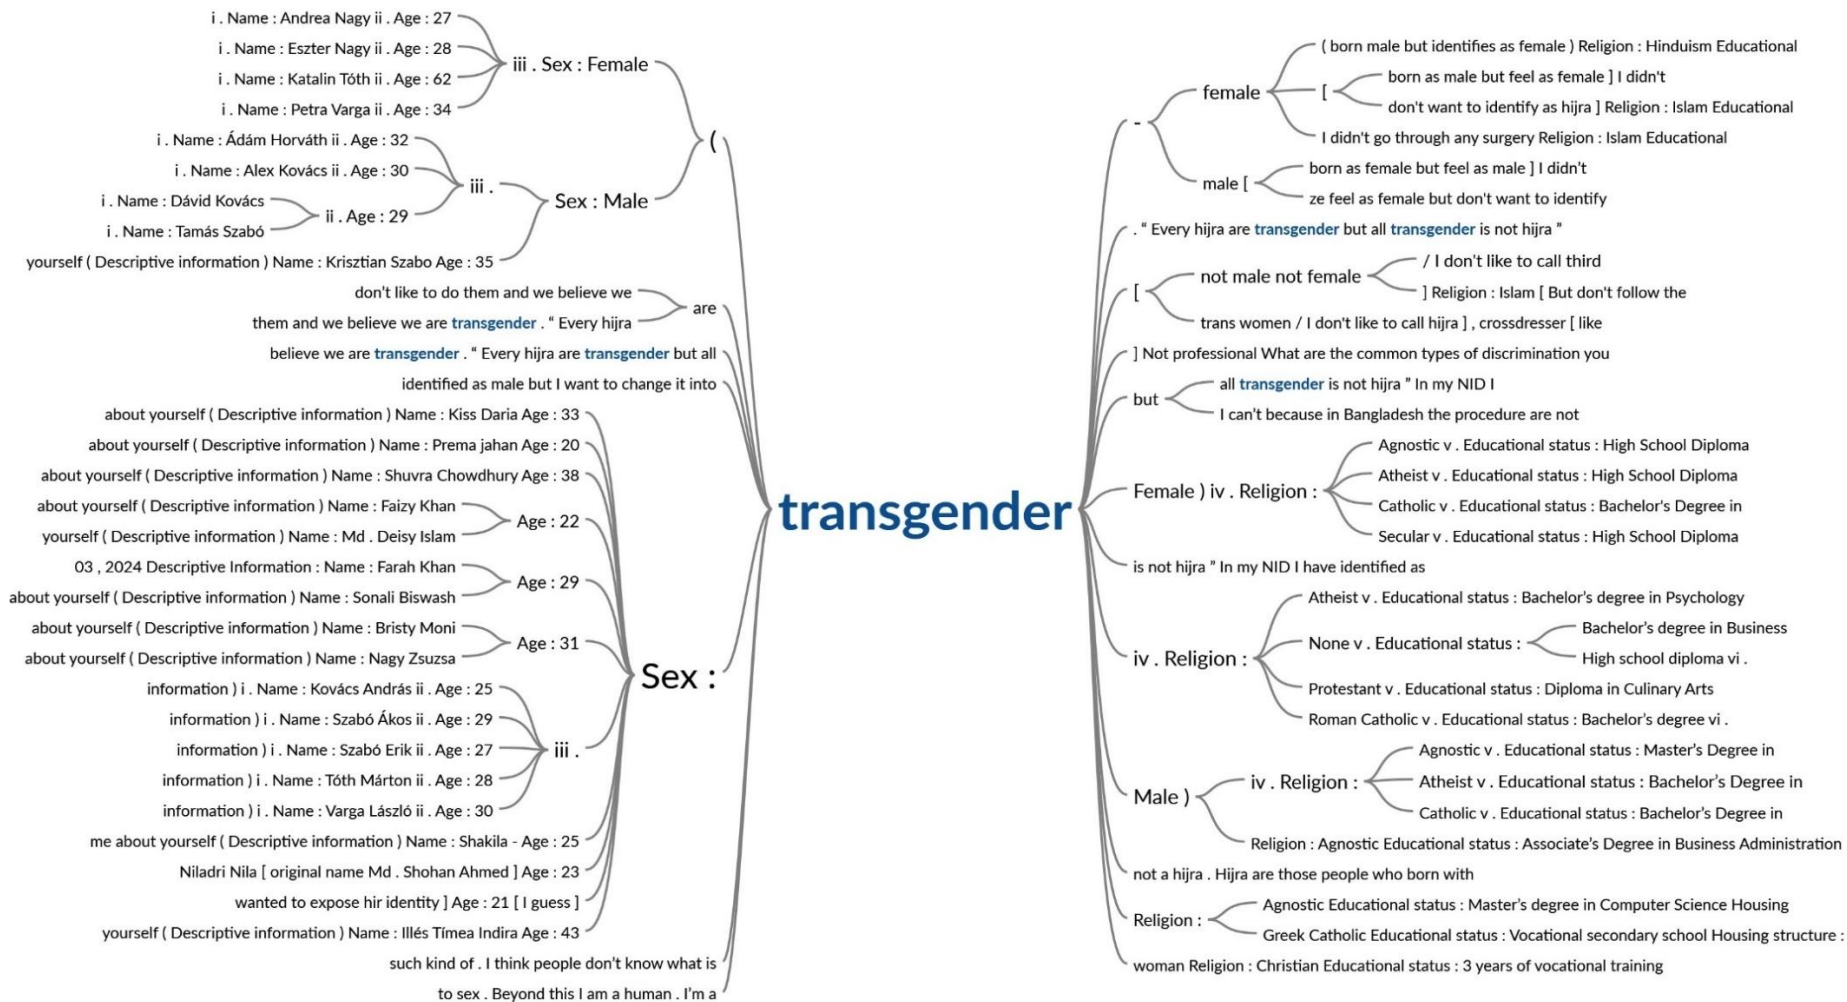 i . Name : Andrea Nagy ii . Age : 27
i . Name : Eszter Nagy ii . Age : 28
i . Name : Katalin Tóth ii . Age : 62
i . Name : Petra Varga ii . Age : 34
iii . Sex : Female
i . Name : Ádám Horváth ii . Age : 32
i . Name : Alex Kovács ii . Age : 30
i . Name : Dávid Kovács
i . Name : Tamás Szabó
ii . Age : 29
iii .
yourself ( Descriptive information ) Name : Krisztian Szabo Age : 35
Sex : Male
(
don't like to do them and we believe we
them and we believe we are transgender . “ Every hijra
are
believe we are transgender . “ Every hijra are transgender but all
identified as male but I want to change it into
about yourself ( Descriptive information ) Name : Kiss Daria Age : 33
about yourself ( Descriptive information ) Name : Prema jahan Age : 20
about yourself ( Descriptive information ) Name : Shuvra Chowdhury Age : 38
about yourself ( Descriptive information ) Name : Faizy Khan
yourself ( Descriptive information ) Name : Md . Deisy Islam
Age : 22
03 , 2024 Descriptive Information : Name : Farah Khan
about yourself ( Descriptive information ) Name : Sonali Biswash
Age : 29
about yourself ( Descriptive information ) Name : Bristy Moni
about yourself ( Descriptive information ) Name : Nagy Zsuzsa
Age : 31
information ) i . Name : Kovács András ii . Age : 25
information ) i . Name : Szabó Ákos ii . Age : 29
information ) i . Name : Szabó Erik ii . Age : 27
information ) i . Name : Tóth Márton ii . Age : 28
information ) i . Name : Varga László ii . Age : 30
iii .
me about yourself ( Descriptive information ) Name : Shakila - Age : 25
Niladri Nila [ original name Md . Shohan Ahmed ] Age : 23
wanted to expose hir identity ] Age : 21 [ I guess ]
yourself ( Descriptive information ) Name : Illés Tímea Indira Age : 43
Sex :
such kind of . I think people don’t know what is
to sex . Beyond this I am a human . I’m a
transgender
-
female
( born male but identifies as female ) Religion : Hinduism Educational
[
born as male but feel as female ] I didn't
don't want to identify as hijra ] Religion : Islam Educational
I didn't go through any surgery Religion : Islam Educational
male [
born as female but feel as male ] I didn’t
ze feel as female but don't want to identify
. “ Every hijra are transgender but all transgender is not hijra ”
[
not male not female
/ I don't like to call third
] Religion : Islam [ But don't follow the
trans women / I don't like to call hijra ] , crossdresser [ like
] Not professional What are the common types of discrimination you
but
all transgender is not hijra ” In my NID I
I can’t because in Bangladesh the procedure are not
Female ) iv . Religion :
Agnostic v . Educational status : High School Diploma
Atheist v . Educational status : High School Diploma
Catholic v . Educational status : Bachelor's Degree in
Secular v . Educational status : High School Diploma
is not hijra ” In my NID I have identified as
iv . Religion :
Atheist v . Educational status : Bachelor’s degree in Psychology
None v . Educational status :
Bachelor’s degree in Business
High school diploma vi .
Protestant v . Educational status : Diploma in Culinary Arts
Roman Catholic v . Educational status : Bachelor’s degree vi .
Male )
iv . Religion :
Agnostic v . Educational status : Master’s Degree in
Atheist v . Educational status : Bachelor’s Degree in
Catholic v . Educational status : Bachelor’s Degree in
Religion : Agnostic Educational status : Associate’s Degree in Business Administration
not a hijra . Hijra are those people who born with
Religion :
Agnostic Educational status : Master’s degree in Computer Science Housing
Greek Catholic Educational status : Vocational secondary school Housing structure :
woman Religion : Christian Educational status : 3 years of vocational training